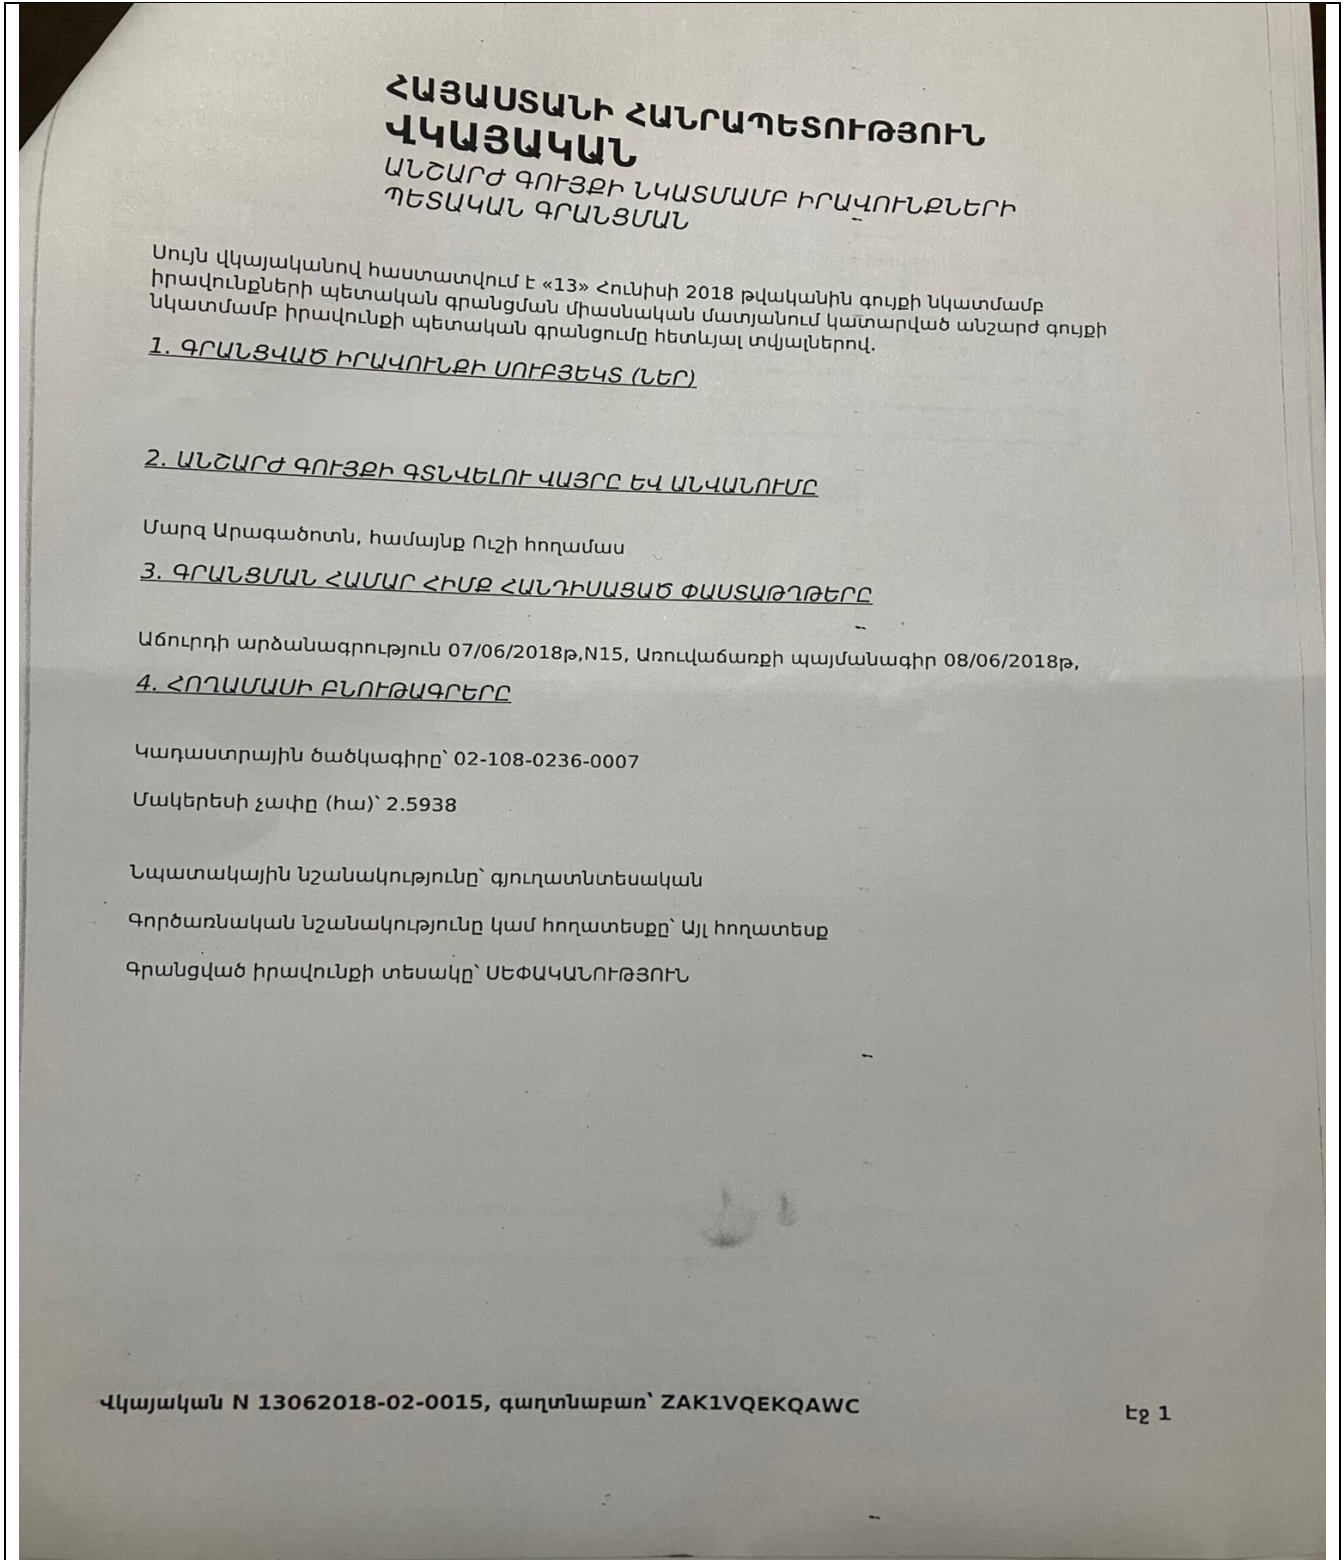 ՀԱՅԱՍՏԱՆԻ ՀԱՆՐԱՊԵՏՈՒԹՅՈՒՆ
ՎԿԱՅԱԿԱՆ
ԱՆՇԱՐԺ ԳՈՒՅՔԻ ՆԿԱՏՄԱՄԲ ԻՐԱՎՈՒՆՔՆԵՐԻ
ՊԵՏԱԿԱՆ ԳՐԱՆՑՄԱՆ
Սույն վկայականով հաստատվում է «13» Հունիսի 2018 թվականին գույքի նկատմամբ
իրավունքների պետական գրանցման միասնական մատյանում կատարված անշարժ գույքի
նկատմամբ իրավունքի պետական գրանցումը հետևյալ տվյալներով.
1. ԳՐԱՆՑՎԱԾ ԻՐԱՎՈՒՆՔԻ ՍՈՒԲՅԵԿՏ (ՆԵՐ)
2. ԱՆՇԱՐԺ ԳՈՒՅՔԻ ԳՏՆՎԵԼՈՒ ՎԱՅՐԸ ԵՎ ԱՆՎԱՆՈՒՄԸ
Մարզ Արագածոտն, համայնք Ուշի հողամաս
3. ԳՐԱՆՑՄԱՆ ՀԱՄԱՐ ՀԻՄՔ ՀԱՆԴԻՍԱՑԱԾ ՓԱՍՏԱԹՂԹԵՐԸ
Աճուրդի արձանագրություն 07/06/2018թ,N15, Առուվաճառքի պայմանագիր 08/06/2018թ,
4. ՀՈՂԱՄԱՍԻ ԲՆՈՒԹԱԳՐԵՐԸ
Կադաստրային ծածկագիրը՝ 02-108-0236-0007
Մակերեսի չափը (հա)՝ 2.5938
Նպատակային նշանակությունը՝ գյուղատնտեսական
Գործառնական նշանակությունը կամ հողատեսքը՝ Այլ հողատեսք
Գրանցված իրավունքի տեսակը՝ ՍԵՓԱԿԱՆՈՒԹՅՈՒՆ
Վկայական N 13062018-02-0015, գաղտնաբառ՝ ZAK1VQEKQAWC
Էջ 1